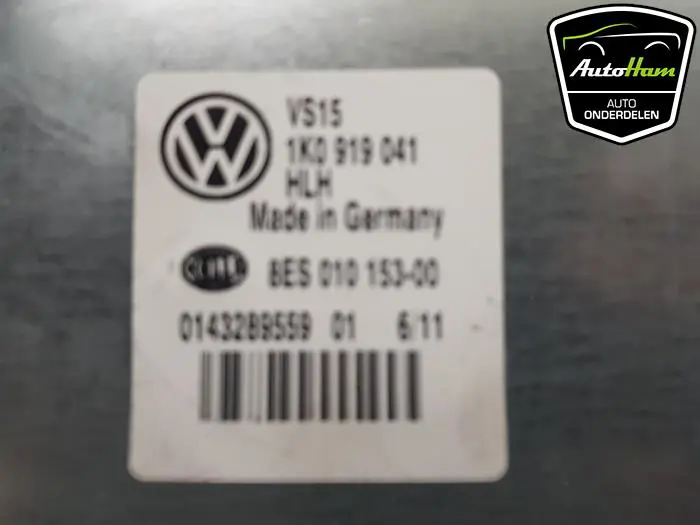 AutoHam
AUTO
ONDERDELEN
VS15
1K0 919 041
HLH
Made in Germany
8ES 010 153-00
0143289559 01 6/11